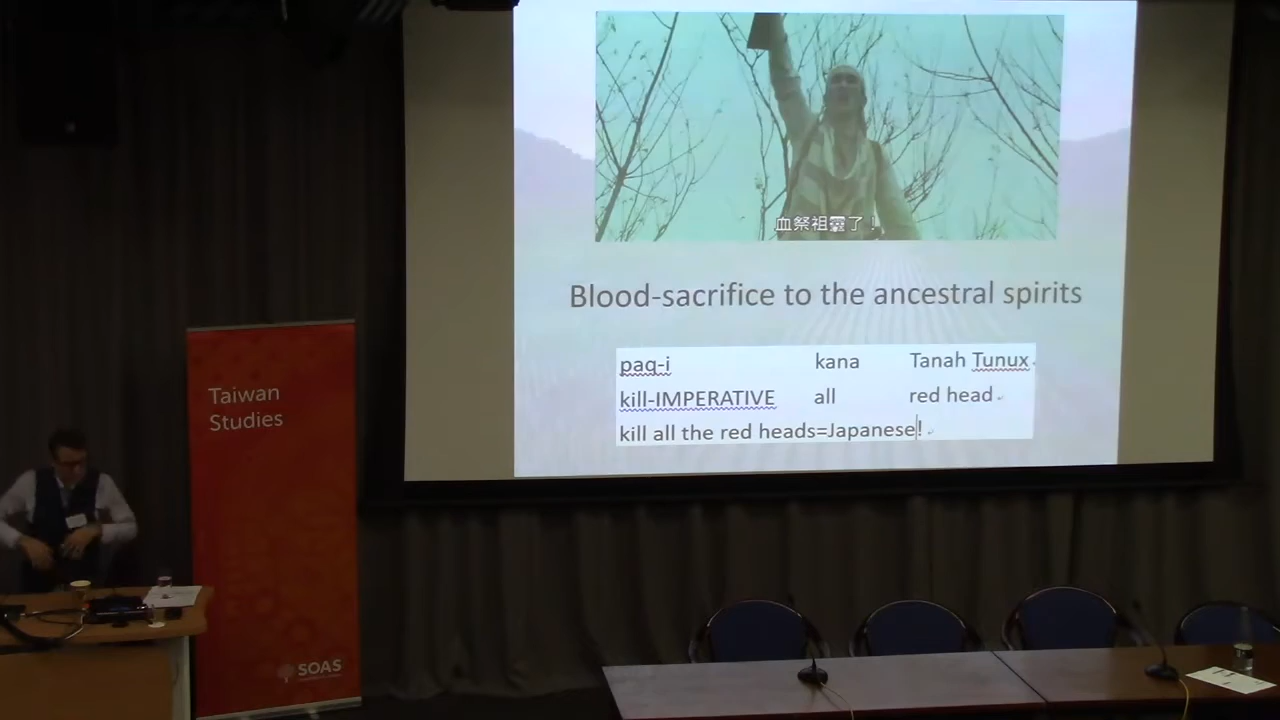 血祭祖靈了！
Blood-sacrifice to the ancestral spirits
paq-i kana Tanah Tunux
kill-IMPERATIVE all red head
kill all the red heads=Japanese!
Taiwan
Studies
SOAS